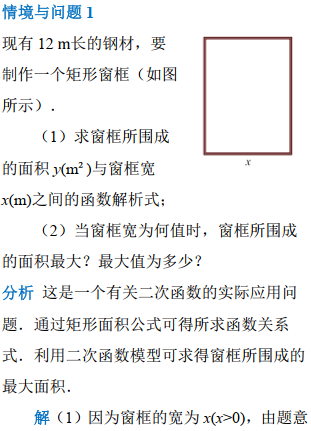 情境与问题 1
现有 12 m长的钢材，要
制作一个矩形窗框（如图
所示）．
（1）求窗框所围成
的面积 y(m²)与窗框宽
x
x(m)之间的函数解析式；
（2）当窗框宽为何值时，窗框所围成
的面积最大？最大值为多少？
分析 这是一个有关二次函数的实际应用问
题．通过矩形面积公式可得所求函数关系
式．利用二次函数模型可求得窗框所围成的
最大面积．
解（1）因为窗框的宽为 x(x>0)，由题意